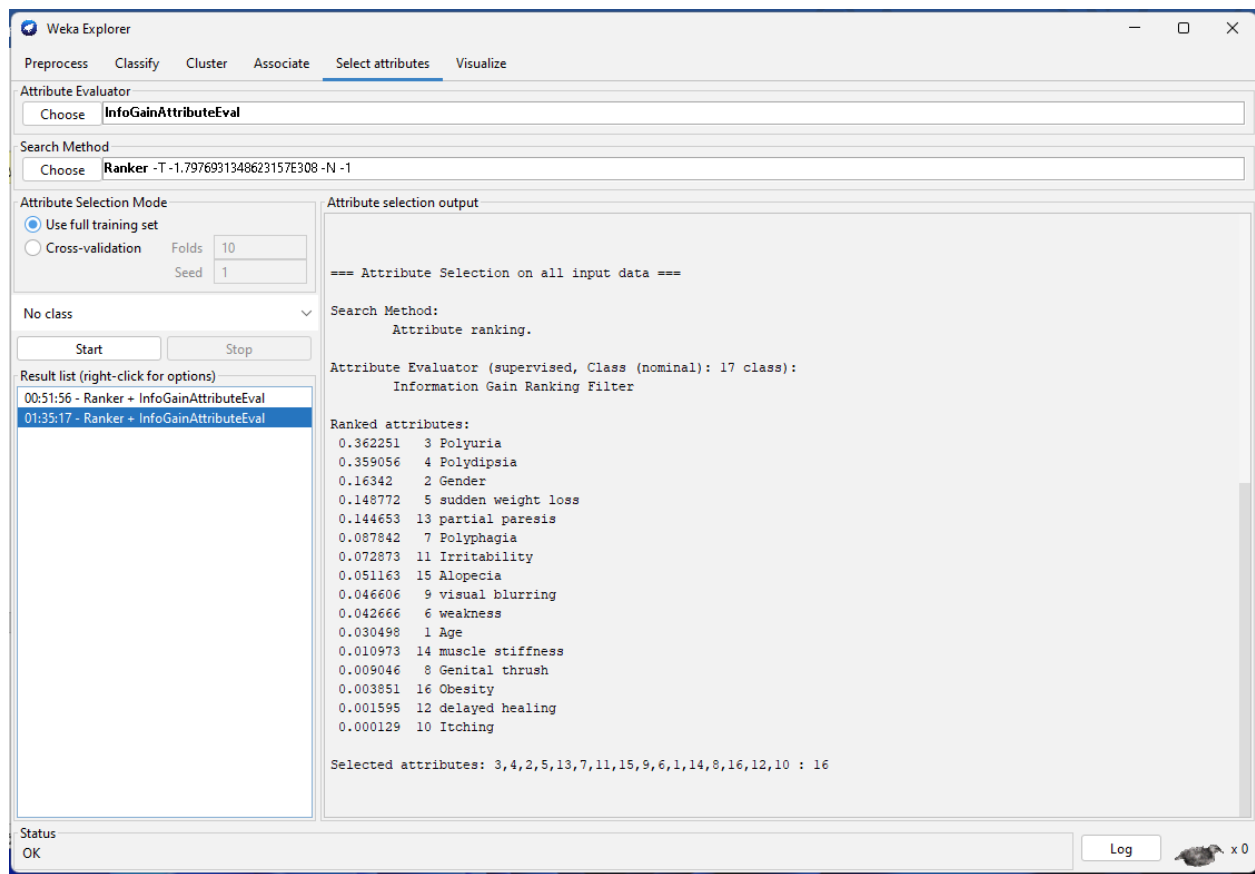 Weka Explorer
Preprocess Classify Cluster Associate Select attributes Visualize
Attribute Evaluator
Choose InfoGainAttributeEval
Search Method
Choose Ranker -T -1.7976931348623157E308 -N -1
Attribute Selection Mode
Use full training set
Cross-validation Folds 10
Seed 1
No class
Start Stop
Result list (right-click for options)
00:51:56 - Ranker + InfoGainAttributeEval
01:35:17 - Ranker + InfoGainAttributeEval
Attribute selection output
=== Attribute Selection on all input data ===
Search Method:
Attribute ranking.
Attribute Evaluator (supervised, Class (nominal): 17 class):
Information Gain Ranking Filter
Ranked attributes:
0.362251 3 Polyuria
0.359056 4 Polydipsia
0.16342 2 Gender
0.148772 5 sudden weight loss
0.144653 13 partial paresis
0.087842 7 Polyphagia
0.072873 11 Irritability
0.051163 15 Alopecia
0.046606 9 visual blurring
0.042666 6 weakness
0.030498 1 Age
0.010973 14 muscle stiffness
0.009046 8 Genital thrush
0.003851 16 Obesity
0.001595 12 delayed healing
0.000129 10 Itching
Selected attributes: 3,4,2,5,13,7,11,15,9,6,1,14,8,16,12,10 : 16
Status
OK
Log x 0